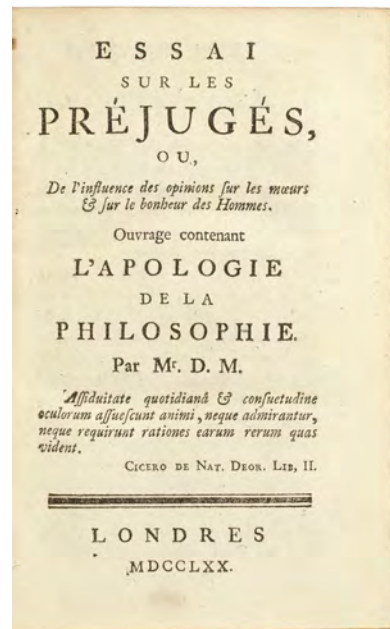 ESSAI
SUR LES
PRÉJUGÉS,
OU,
De l'influence des opinions ſur les mœurs
& ſur le bonheur des Hommes.
Ouvrage contenant
L'APOLOGIE
DE LA
PHILOSOPHIE.
Par Mr. D. M.
Aſſiduitate quotidianâ & conſuetudine
oculorum aſſueſcunt animi, neque admirantur,
neque requirunt rationes earum rerum quas
vident.
CICERO DE NAT. DEOR. LIB, II.
LONDRES
MDCCLXX.